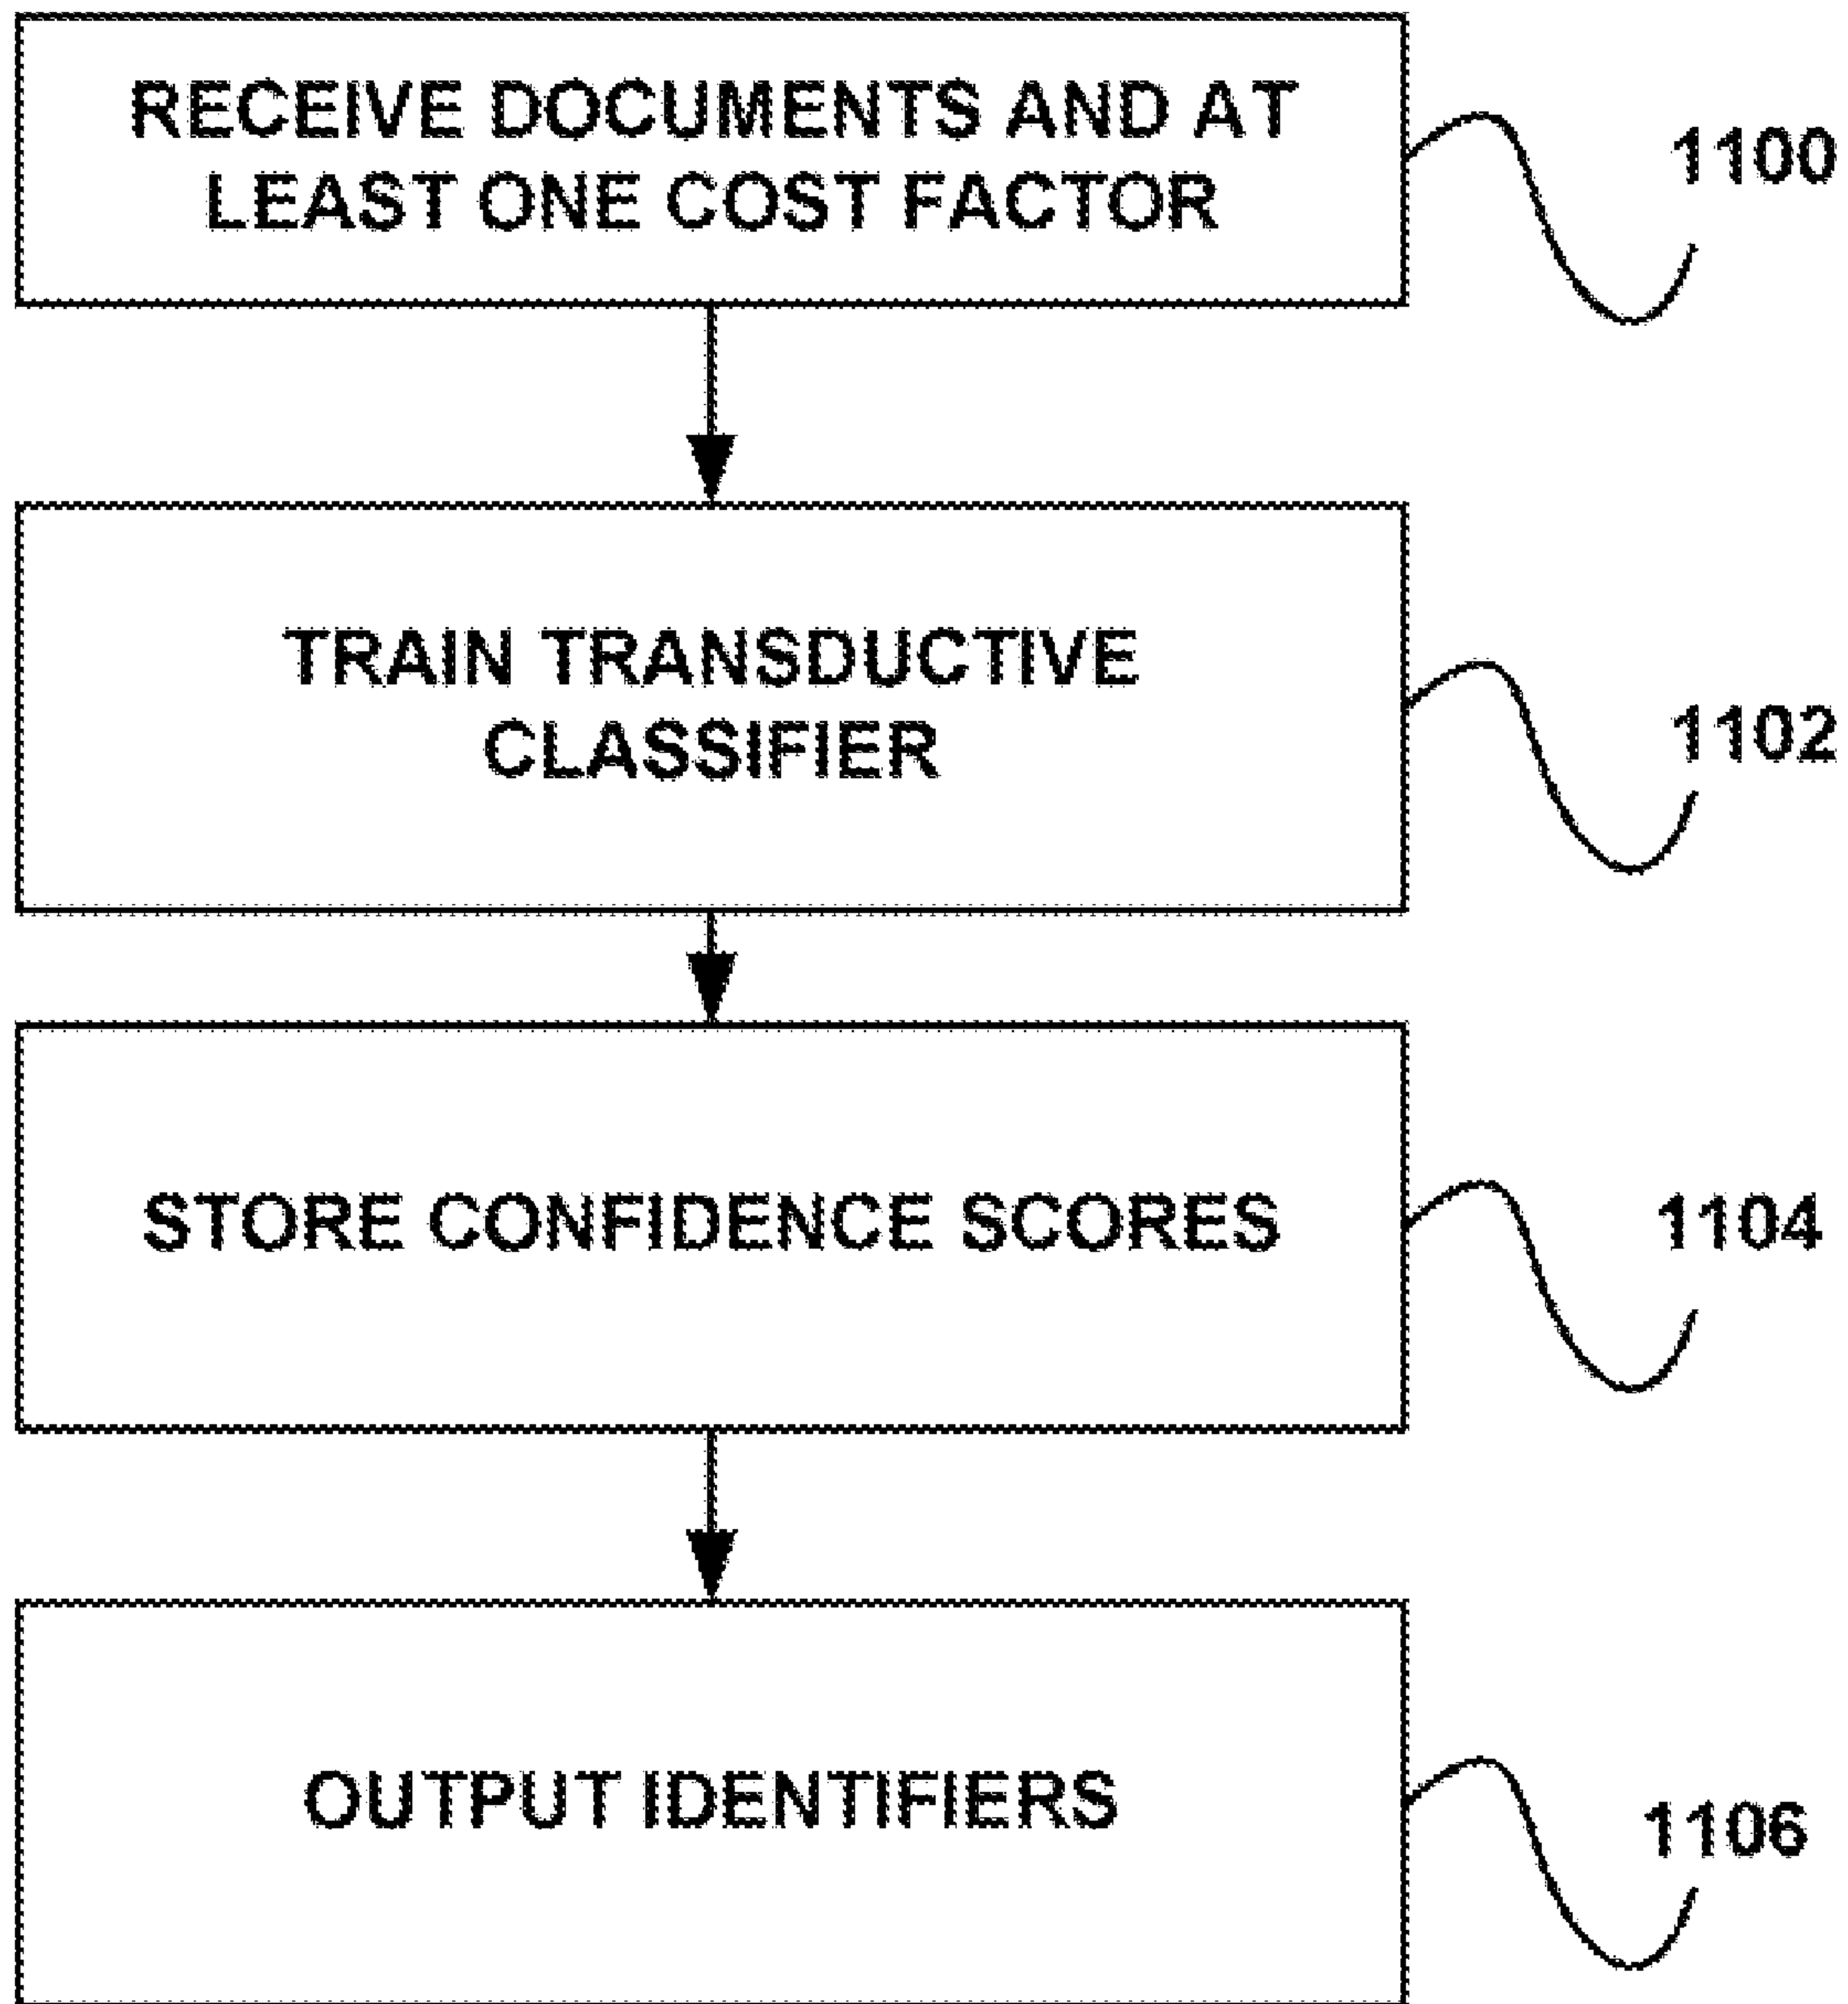 RECEIVE DOCUMENTS AND AT
LEAST ONE COST FACTOR
1100
TRAIN TRANSDUCTIVE
CLASSIFIER
1102
STORE CONFIDENCE SCORES
1104
OUTPUT IDENTIFIERS
1106